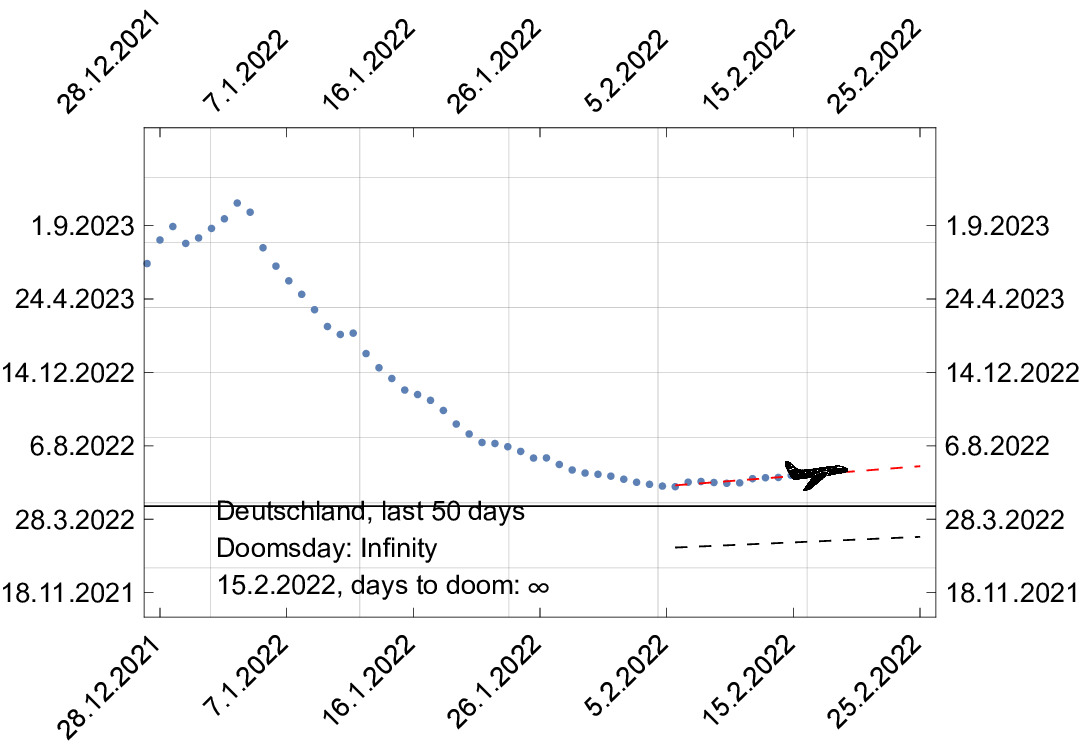 28.12.2021 7.1.2022 16.1.2022 26.1.2022 5.2.2022 15.2.2022 25.2.2022
1.9.2023 1.9.2023
24.4.2023 24.4.2023
14.12.2022 14.12.2022
6.8.2022 6.8.2022
Deutschland, last 50 days
28.3.2022 28.3.2022
Doomsday: Infinity
15.2.2022, days to doom: ∞
18.11.2021 18.11.2021
28.12.2021 7.1.2022 16.1.2022 26.1.2022 5.2.2022 15.2.2022 25.2.2022